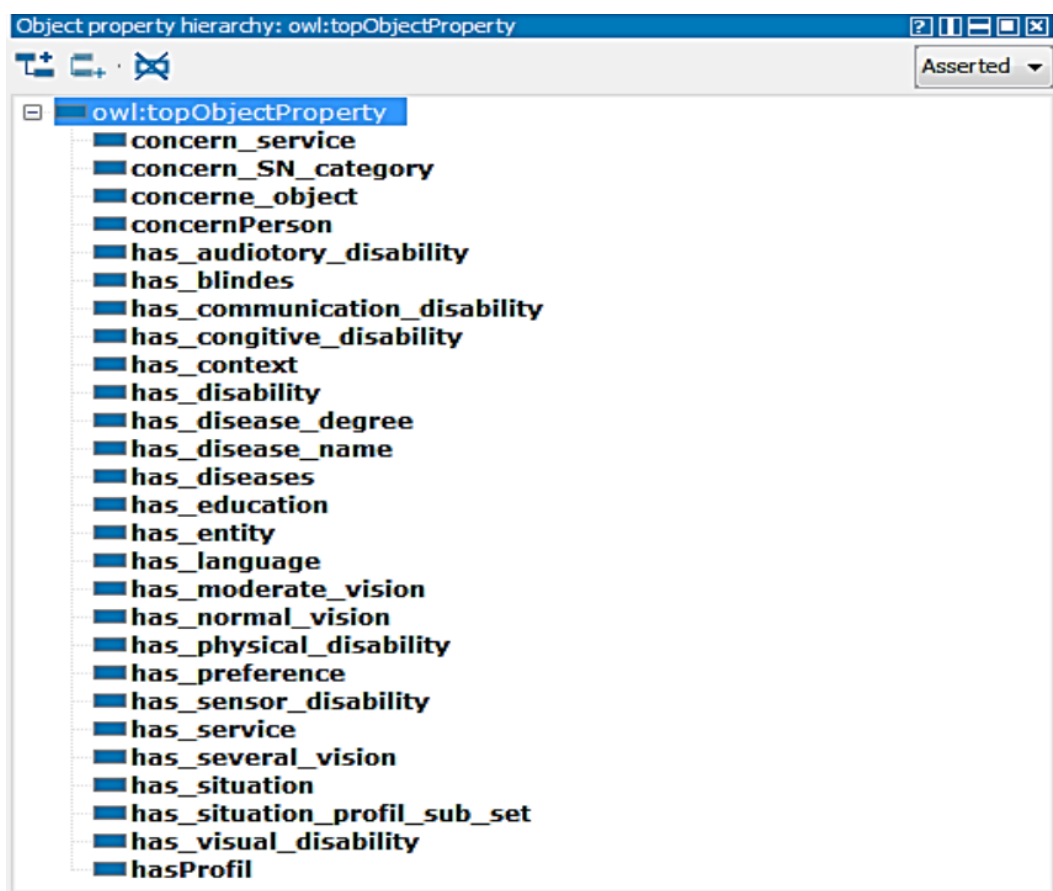 Object property hierarchy: owl:topObjectProperty
Asserted
owl:topObjectProperty
concern_service
concern_SN_category
concerne_object
concernPerson
has_audiotory_disability
has_blindes
has_communication_disability
has_congitive_disability
has_context
has_disability
has_disease_degree
has_disease_name
has_diseases
has_education
has_entity
has_language
has_moderate_vision
has_normal_vision
has_physical_disability
has_preference
has_sensor_disability
has_service
has_several_vision
has_situation
has_situation_profil_sub_set
has_visual_disability
hasProfil